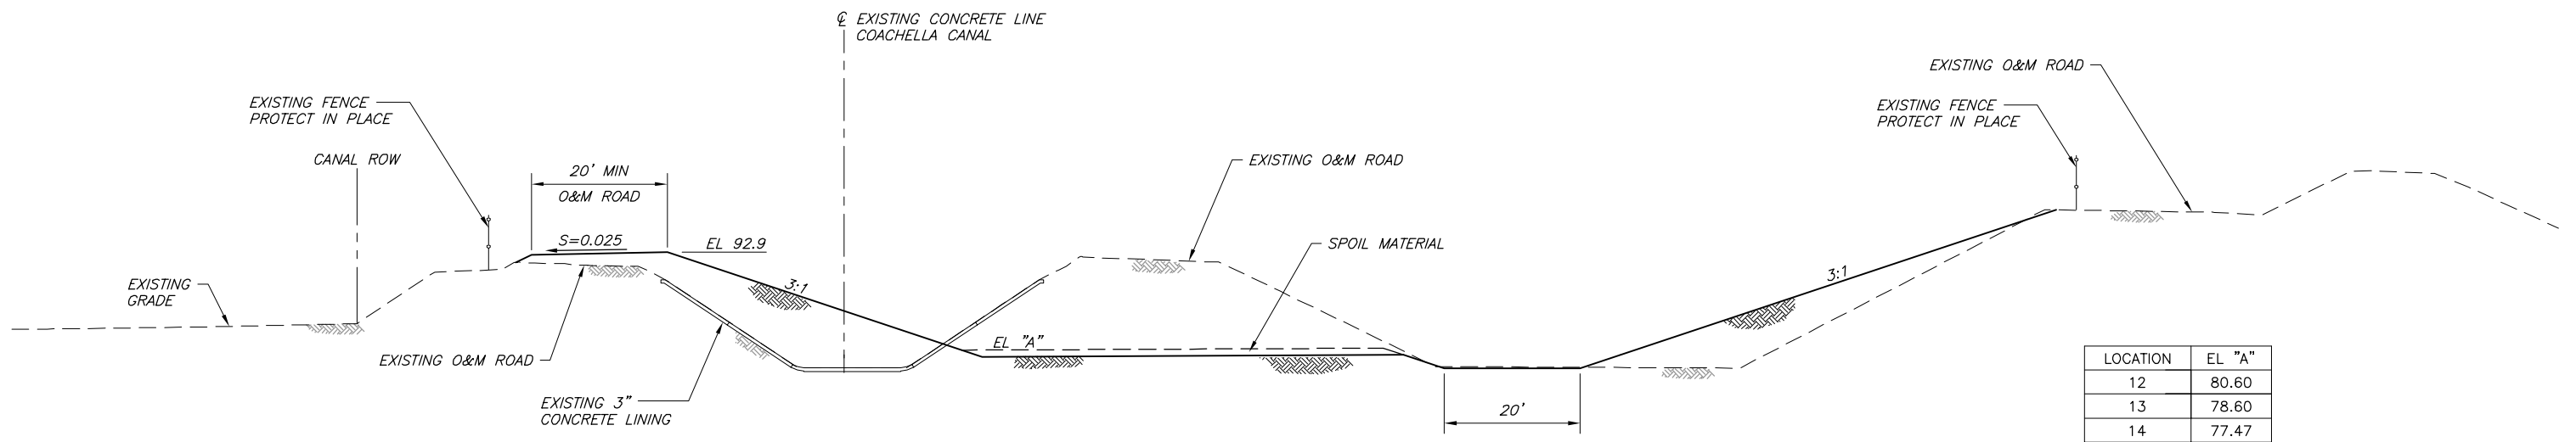 ℄ EXISTING CONCRETE LINE
COACHELLA CANAL
EXISTING O&M ROAD
EXISTING FENCE
PROTECT IN PLACE
EXISTING FENCE
PROTECT IN PLACE
CANAL ROW
20' MIN
O&M ROAD
EXISTING O&M ROAD
S=0.025
EL 92.9
SPOIL MATERIAL
3:1
3:1
EXISTING
GRADE
EL "A"
EXISTING O&M ROAD
EXISTING 3"
CONCRETE LINING
20'
LOCATION EL "A"
12 80.60
13 78.60
14 77.47